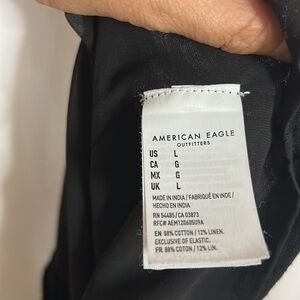 AMERICAN EAGLE
OUTFITTERS
US L
CA G
MX G
UK L
MADE IN INDIA / FABRIQUÉ EN INDE /
HECHO EN INDIA
RN 54485 / CA 03873
EN: 88% COTTON / 12% LINEN.
EXCLUSIVE OF ELASTIC.
FR: 88% COTON / 12% LIN.